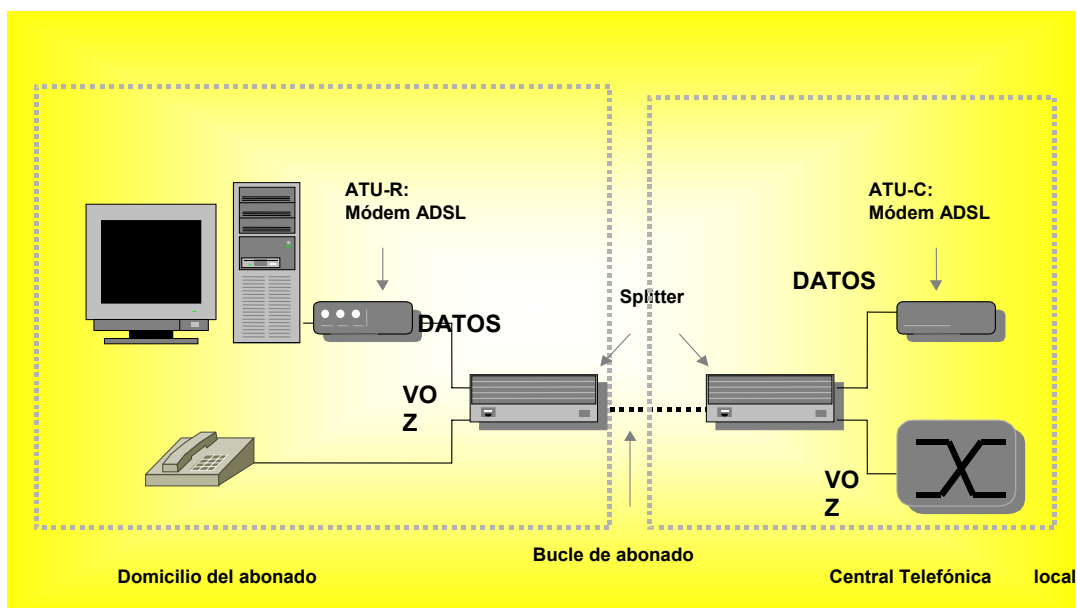 ATU-R:
Módem ADSL
ATU-C:
Módem ADSL
DATOS
Splitter
DATOS
VO
Z
VO
Z
Bucle de abonado
Domicilio del abonado
Central Telefónica local